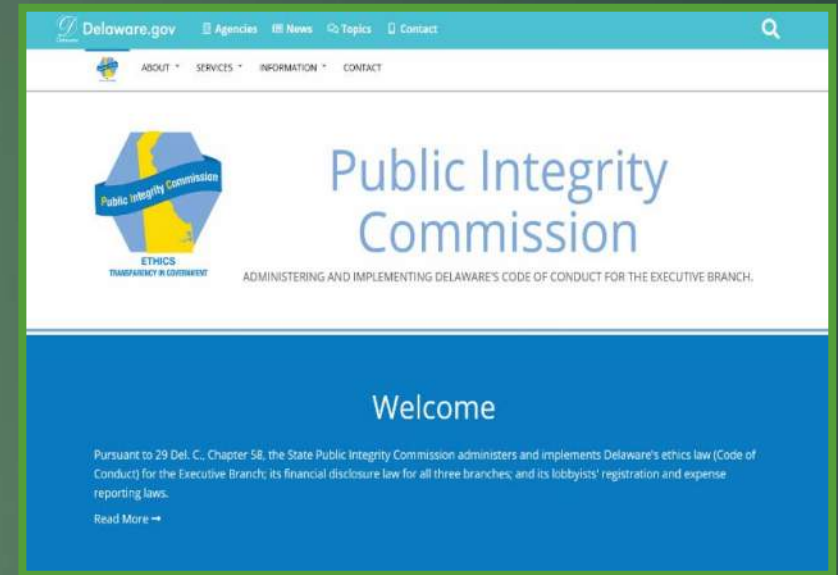 Delaware.gov Agencies News Topics Contact
ABOUT SERVICES INFORMATION CONTACT
Public Integrity Commission
ETHICS
TRANSPARENCY IN GOVERNMENT
Public Integrity
Commission
ADMINISTERING AND IMPLEMENTING DELAWARE'S CODE OF CONDUCT FOR THE EXECUTIVE BRANCH.
Welcome
Pursuant to 29 Del. C., Chapter 58, the State Public Integrity Commission administers and implements Delaware's ethics law (Code of
Conduct) for the Executive Branch; its financial disclosure law for all three branches; and its lobbyists' registration and expense
reporting laws.
Read More →